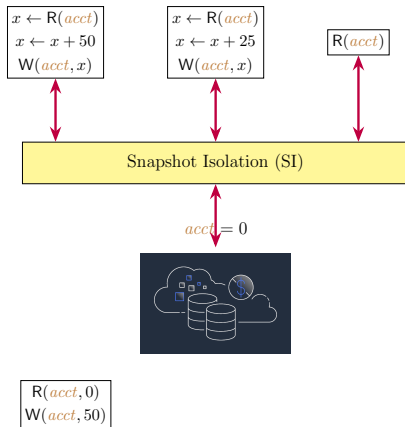 x ← R(acct)
x ← x + 50
W(acct, x)
x ← R(acct)
x ← x + 25
W(acct, x)
R(acct)
Snapshot Isolation (SI)
acct = 0
$
R(acct, 0)
W(acct, 50)